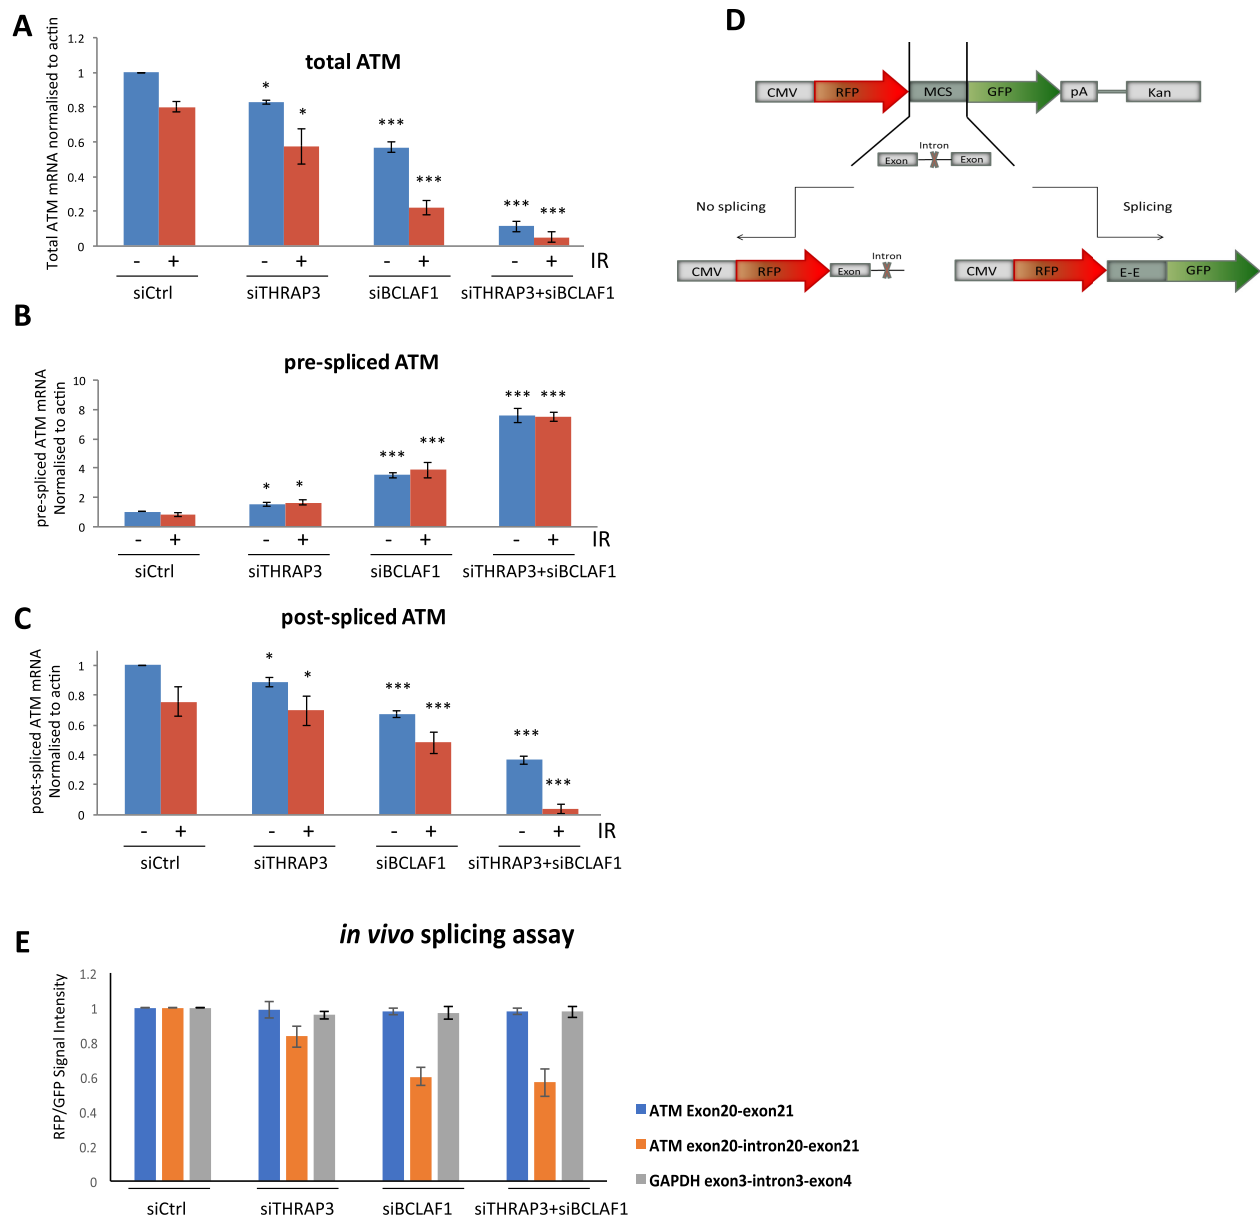 A
total ATM
Total ATM mRNA normalised to actin
1.2
1
0.8
0.6
0.4
0.2
0
* * *** *** *** ***
- + - + - + - + IR
siCtrl siTHRAP3 siBCLAF1 siTHRAP3+siBCLAF1
B
pre-spliced ATM
pre-spliced ATM mRNA
Normalised to actin
10
8
6
4
2
0
* * *** *** *** ***
- + - + - + - + IR
siCtrl siTHRAP3 siBCLAF1 siTHRAP3+siBCLAF1
C
post-spliced ATM
post-spliced ATM mRNA
Normalised to actin
1
0.8
0.6
0.4
0.2
0
* * *** *** *** ***
- + - + - + - + IR
siCtrl siTHRAP3 siBCLAF1 siTHRAP3+siBCLAF1
D
CMV RFP MCS GFP pA Kan
Intron
Exon Exon
No splicing Splicing
Intron
CMV RFP Exon
CMV RFP E-E GFP
E
in vivo splicing assay
RFP/GFP Signal Intensity
1.2
1
0.8
0.6
0.4
0.2
0
siCtrl siTHRAP3 siBCLAF1 siTHRAP3+siBCLAF1
ATM Exon20-exon21
ATM exon20-intron20-exon21
GAPDH exon3-intron3-exon4